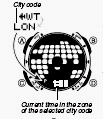 City code
WT
LON
A
B
C
D
Current time in the zone
of the selected city code